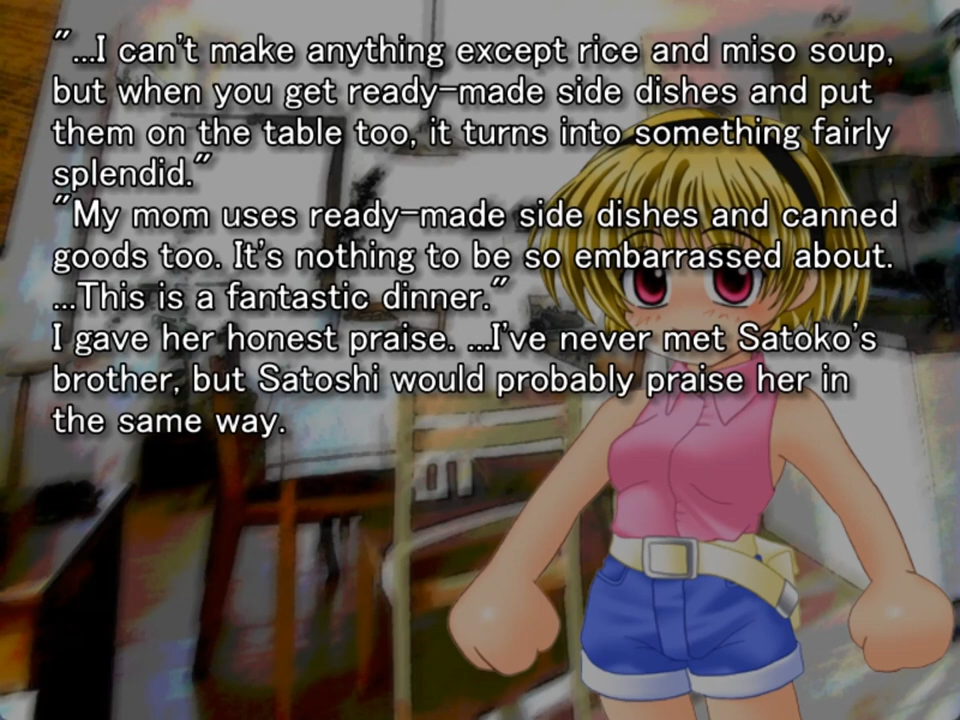 "...I can't make anything except rice and miso soup,
but when you get ready-made side dishes and put
them on the table too, it turns into something fairly
splendid."
"My mom uses ready-made side dishes and canned
goods too. It's nothing to be so embarrassed about.
...This is a fantastic dinner."
I gave her honest praise. ...I've never met Satoko's
brother, but Satoshi would probably praise her in
the same way.